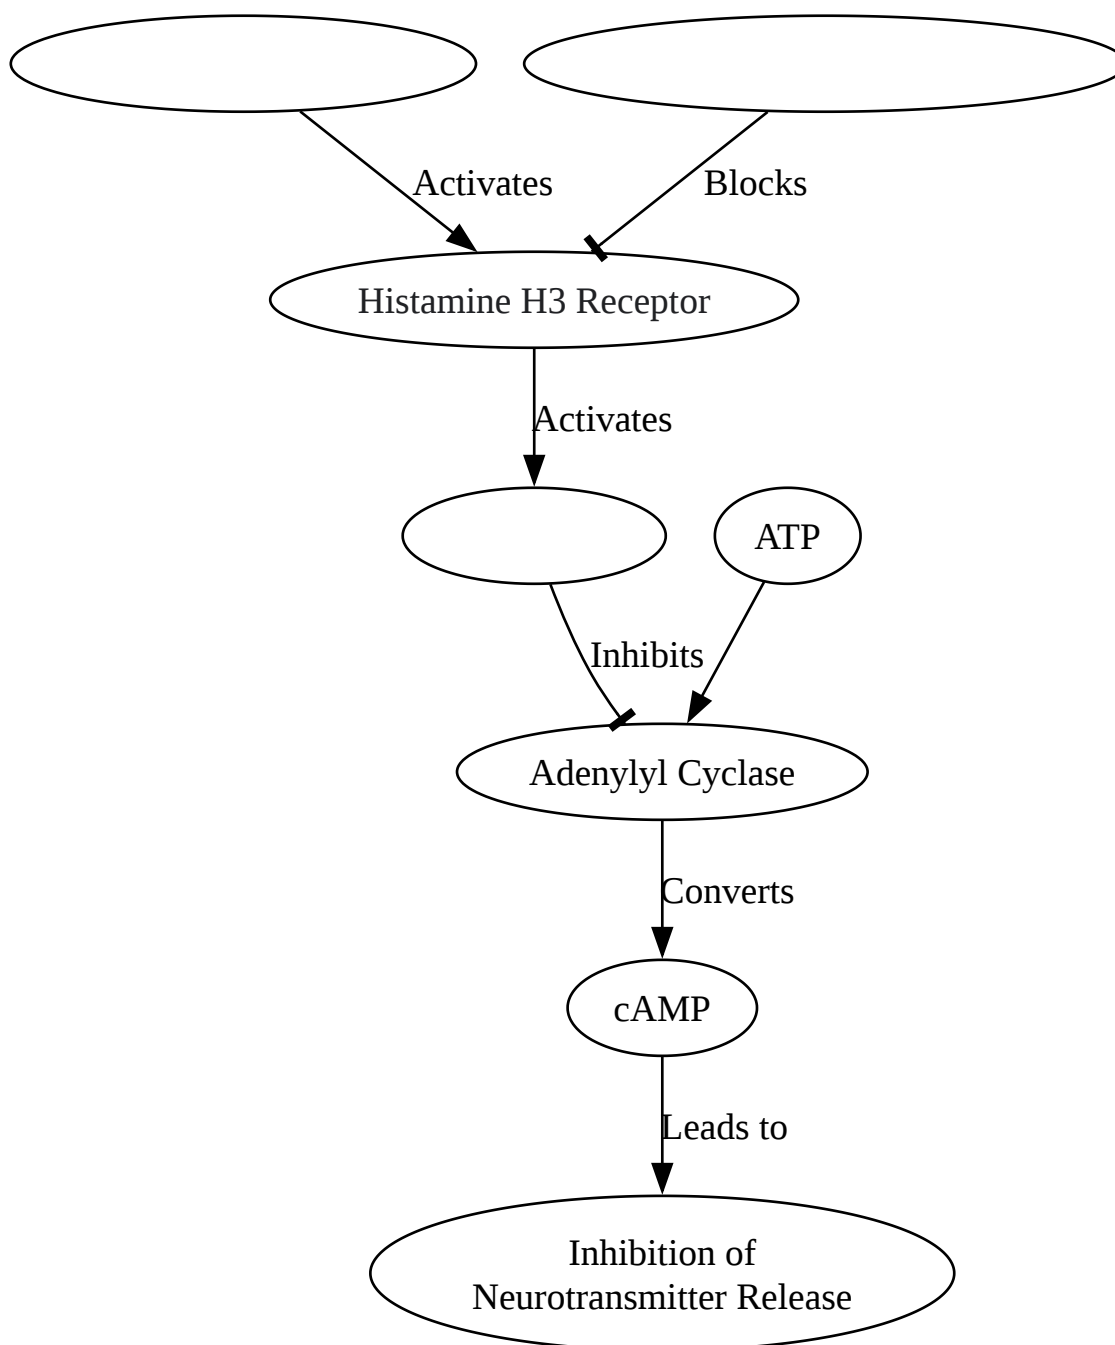 Activates
Blocks
Histamine H3 Receptor
Activates
ATP
Inhibits
Adenylyl Cyclase
Converts
cAMP
Leads to
Inhibition of
Neurotransmitter Release